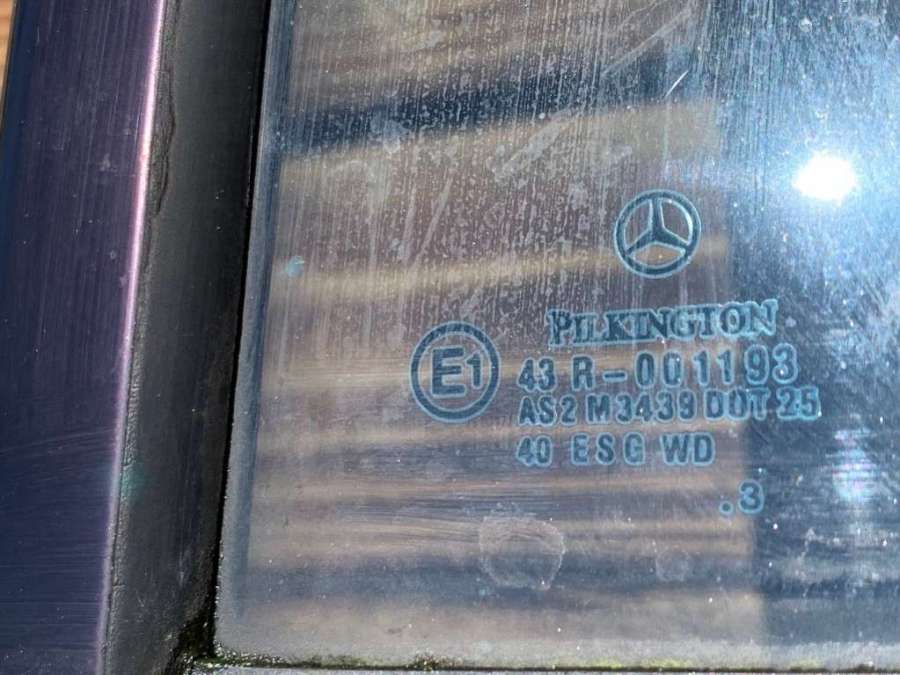 PILKINGTON
E1
43 R-001193
AS2 M3439 DOT 25
40 ESG WD
.3